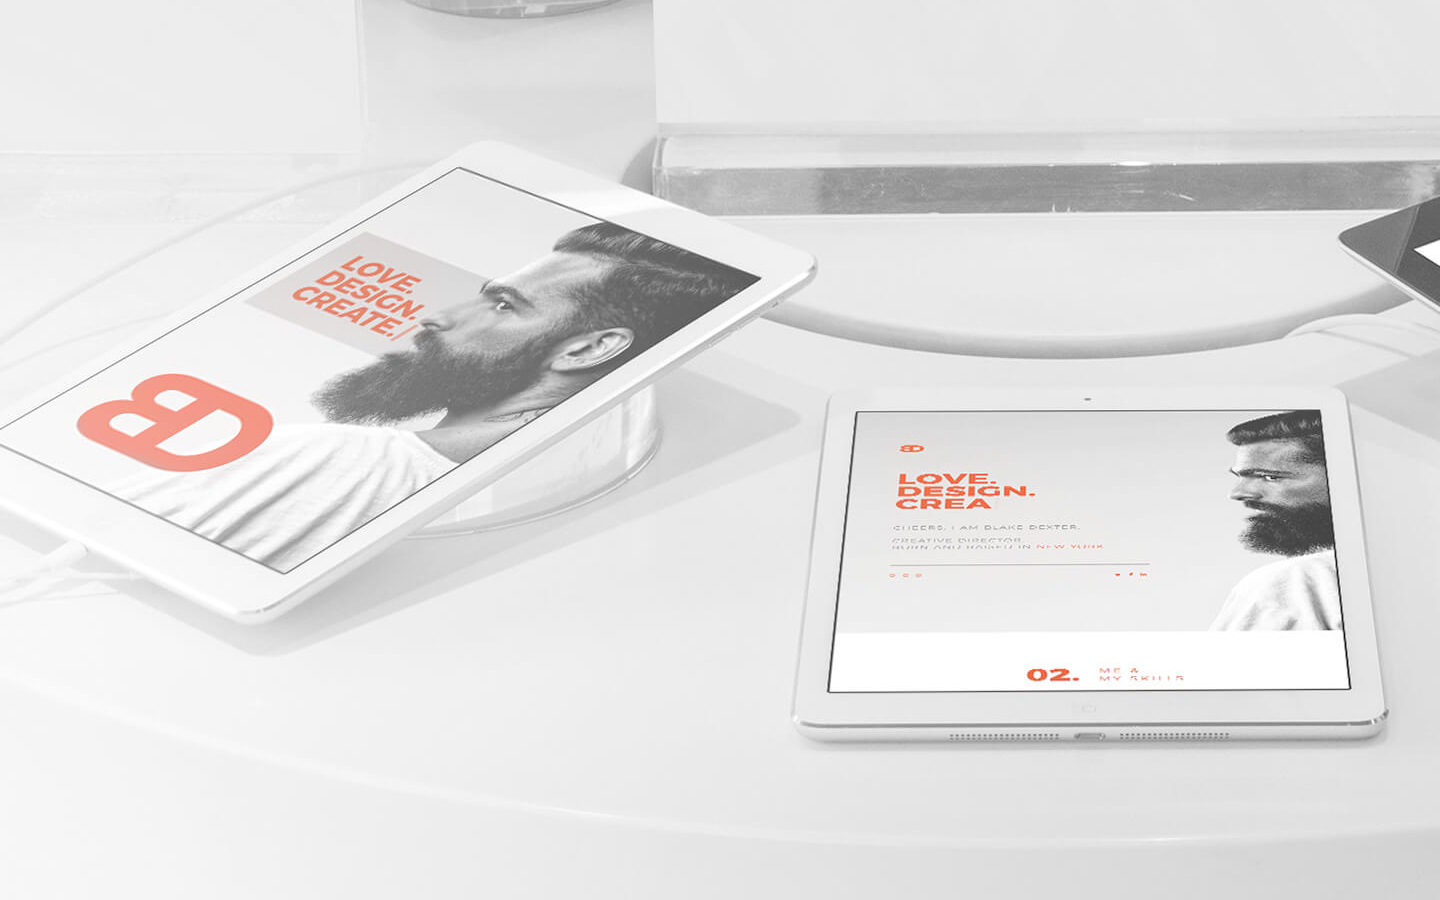 LOVE.
DESIGN.
CREATE.|
BD
BD
LOVE.
DESIGN.
CREA
CHEERS, I AM BLAKE DEXTER.
CREATIVE DIRECTOR
BORN AND RAISED IN NEW YORK
02.
ME &
MY SKILLS